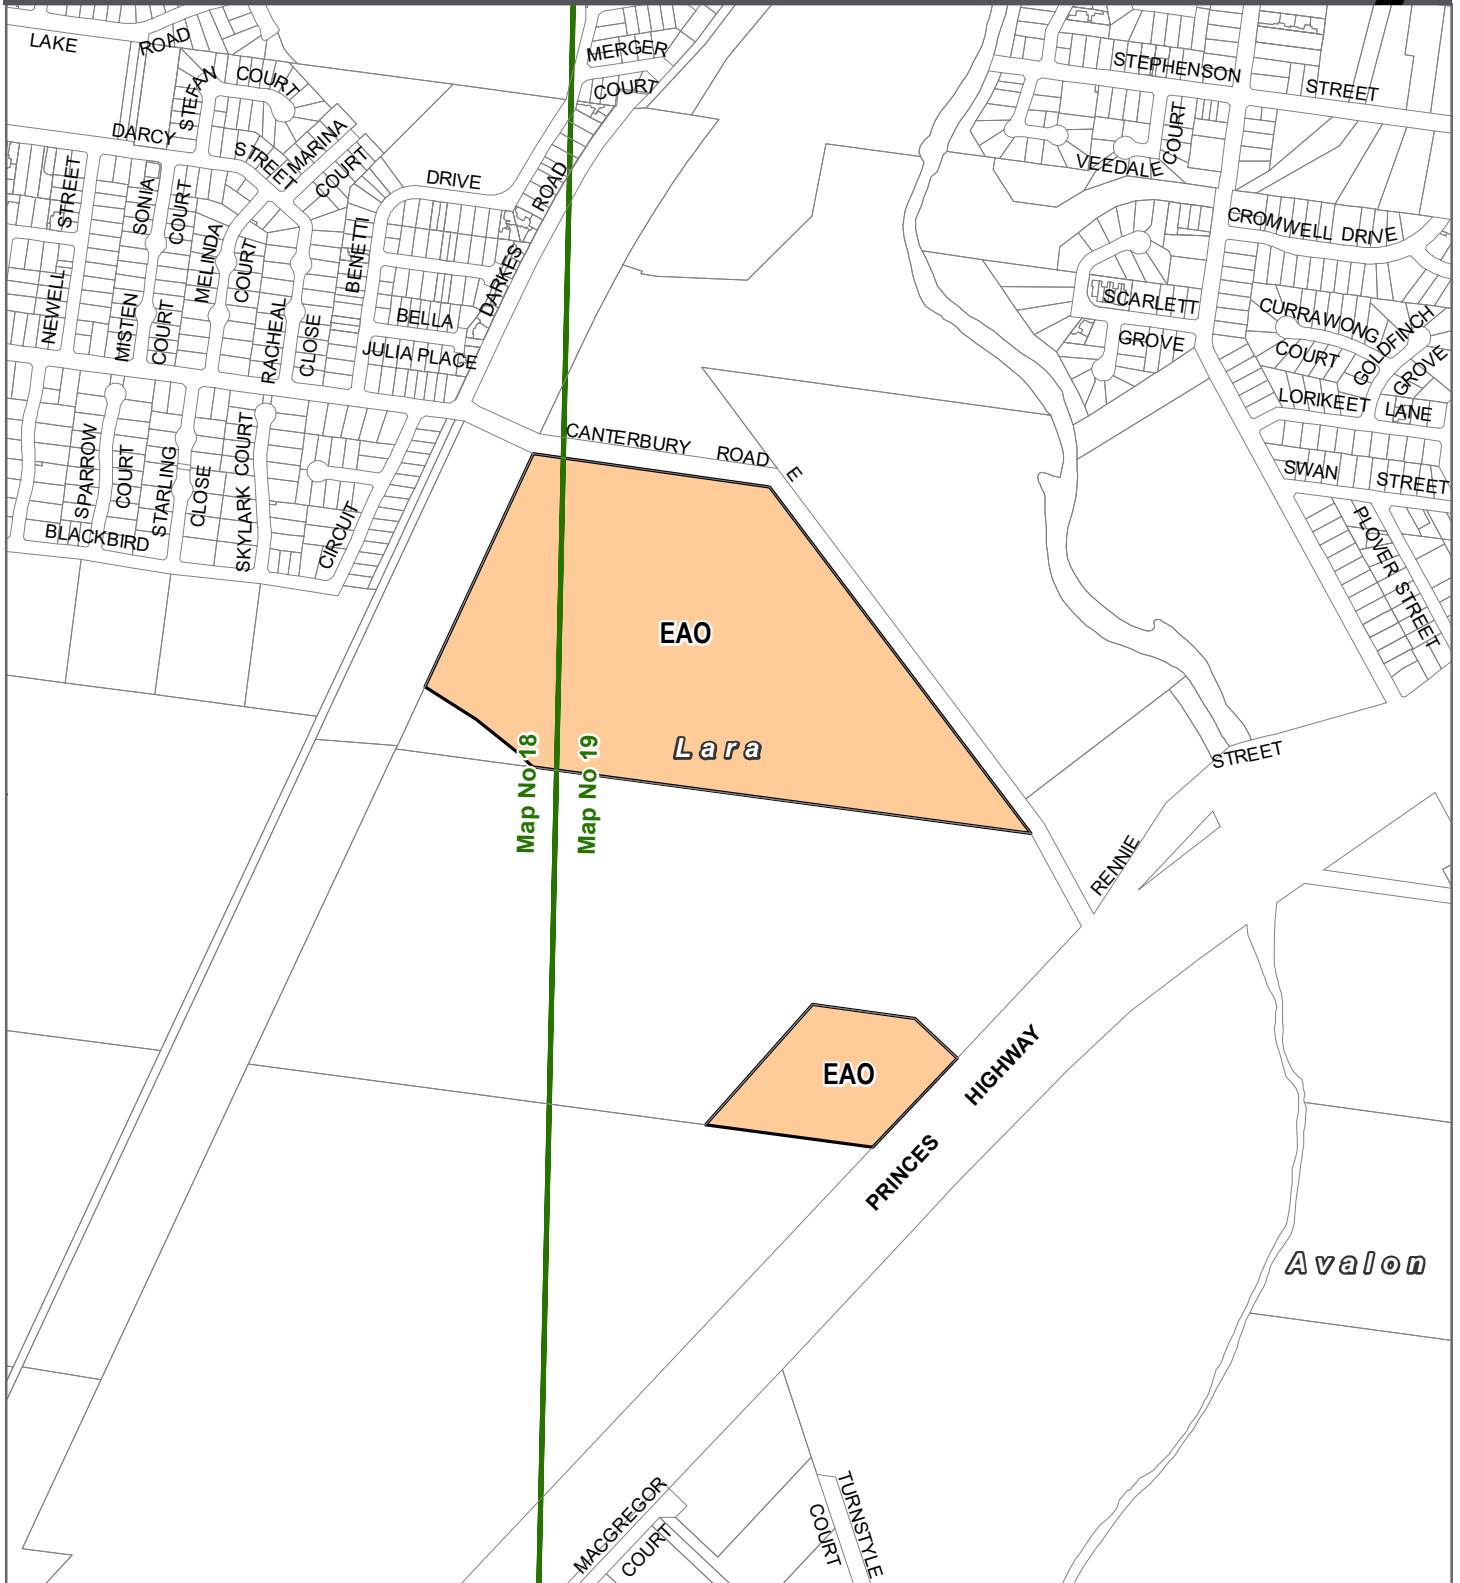 LAKE
ROAD
STEFAN
COURT
DARCY
STREET
MARINA
COURT
DRIVE
MERGER
COURT
ROAD
DARKES
STEPHENSON
STREET
COURT
VEEDALE
CROMWELL DRIVE
NEWELL
STREET
SONIA
COURT
MISTEN
COURT
MELINDA
COURT
RACHEAL
CLOSE
BENETTI
BELLA
JULIA PLACE
SCARLETT
GROVE
CURRAWONG
COURT
GOLDFINCH
GROVE
LORIKEET
LANE
SWAN
STREET
PLOVER STREET
SPARROW
COURT
STARLING
CLOSE
SKYLARK COURT
BLACKBIRD
CIRCUIT
CANTERBURY
ROAD
E
EAO
Lara
Map No 18
Map No 19
STREET
RENNIE
EAO
PRINCES
HIGHWAY
Avalon
MACGREGOR
COURT
TURNSTYLE
COURT